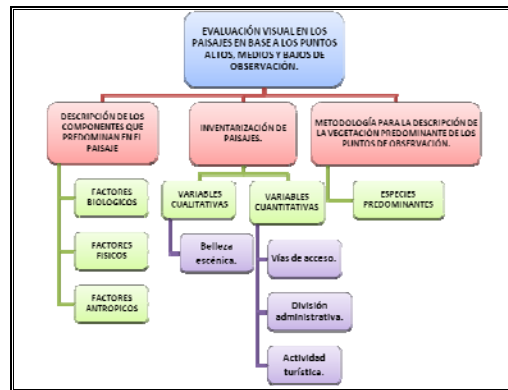 EVALUACIÓN VISUAL EN LOS
PAISAJES EN BASE A LOS PUNTOS
ALTOS, MEDIOS Y BAJOS DE
OBSERVACIÓN.
DESCRIPCIÓN DE LOS
COMPONENTES QUE
PREDOMINAN EN EL
PAISAJE
INVENTARIZACIÓN DE
PAISAJES.
METODOLOGÍA PARA LA DESCRIPCIÓN DE
LA VEGETACIÓN PREDOMINANTE DE LOS
PUNTOS DE OBSERVACIÓN.
FACTORES
BIOLOGICOS
FACTORES
FISICOS
FACTORES
ANTROPICOS
VARIABLES
CUALITATIVAS
Belleza
escénica.
VARIABLES
CUANTITATIVAS
Vías de acceso.
División
administrativa.
Actividad
turística.
ESPECIES
PREDOMINANTES